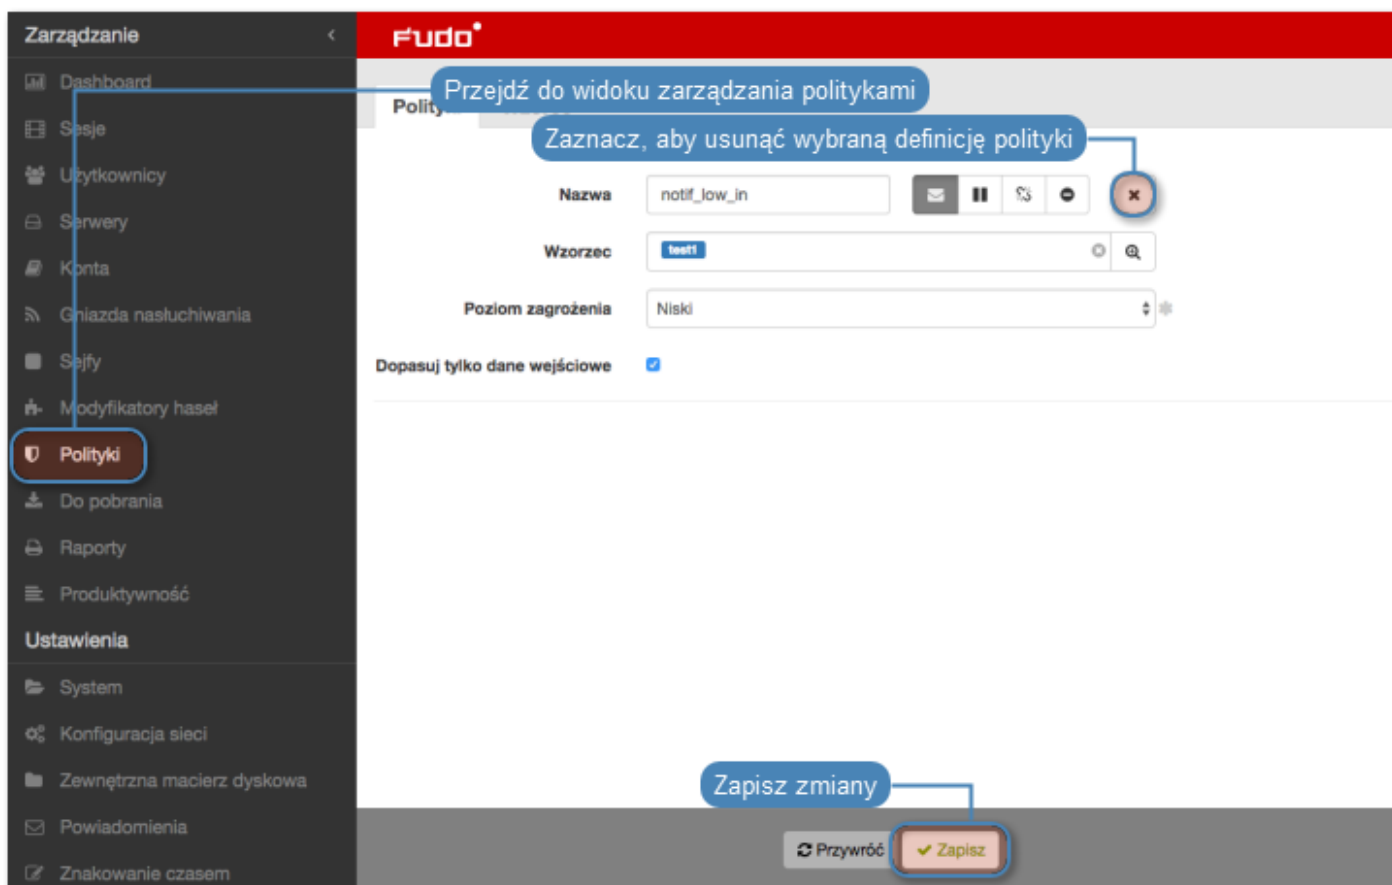 Zarządzanie
Fudo
Dashboard
Przejdź do widoku zarządzania politykami
Sesje
Zaznacz, aby usunąć wybraną definicję polityki
Użytkownicy
Nazwa
notif_low_in
Serwery
Wzorzec
test1
Konta
Gniazda nasłuchiwania
Poziom zagrożenia
Niski
Sejfy
Dopasuj tylko dane wejściowe
Modyfikatory haseł
Polityki
Do pobrania
Raporty
Produktywność
Ustawienia
System
Konfiguracja sieci
Zewnętrzna macierz dyskowa
Zapisz zmiany
Powiadomienia
Przywróć
Zapisz
Znakowanie czasem